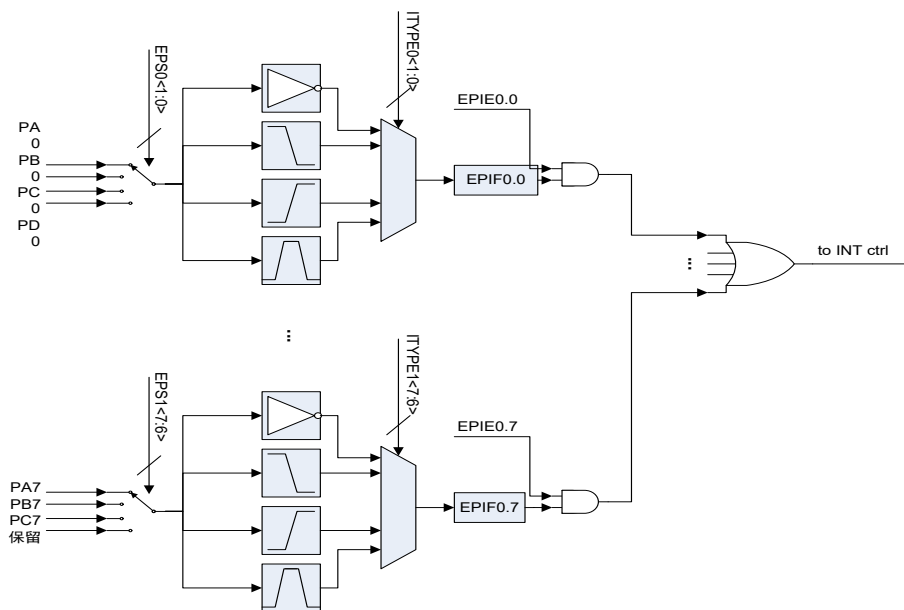 EPS0<1:0>
ITYPE0<1:0>
PA
0
PB
0
PC
0
PD
0
EPIE0.0
EPIF0.0
to INT ctrl
...
...
EPS1<7:6>
ITYPE1<7:6>
PA7
PB7
PC7
保留
EPIE0.7
EPIF0.7